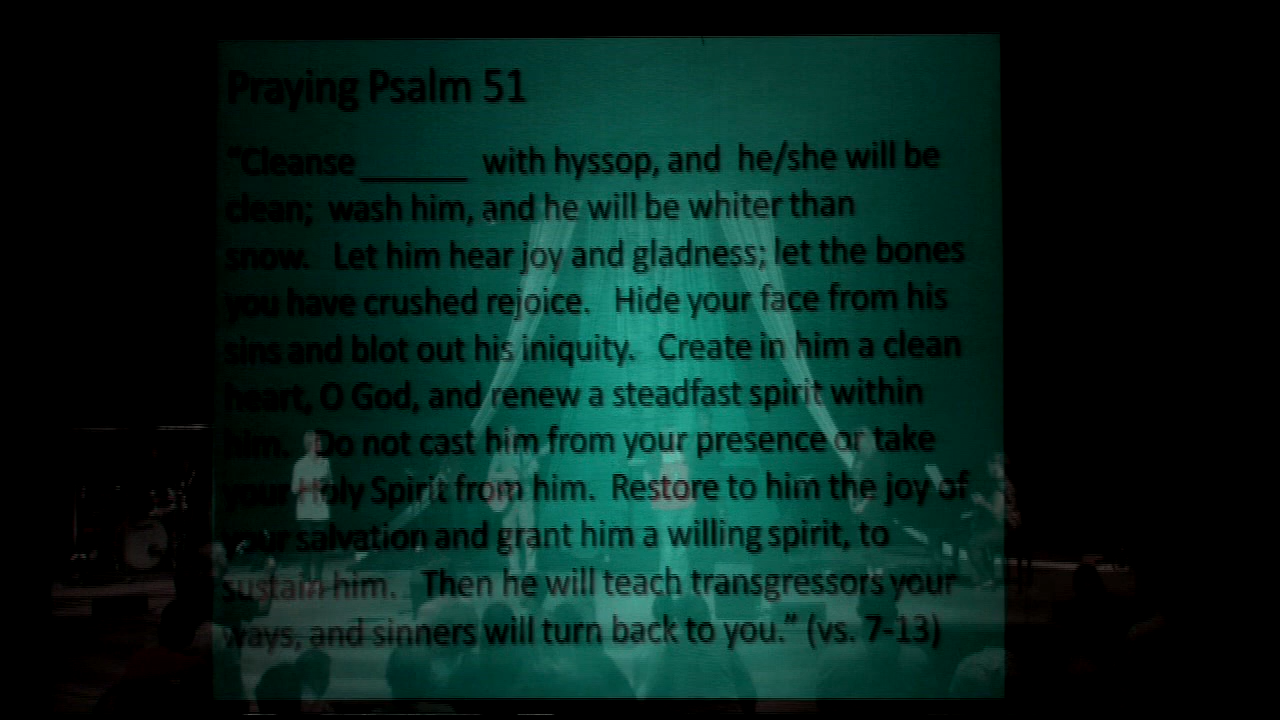 Praying Psalm 51
“Cleanse ______ with hyssop, and he/she will be
clean; wash him, and he will be whiter than
snow. Let him hear joy and gladness; let the bones
you have crushed rejoice. Hide your face from his
sins and blot out his iniquity. Create in him a clean
heart, O God, and renew a steadfast spirit within
him. Do not cast him from your presence or take
your Holy Spirit from him. Restore to him the joy of
your salvation and grant him a willing spirit, to
sustain him. Then he will teach transgressors your
ways, and sinners will turn back to you.” (vs. 7-13)